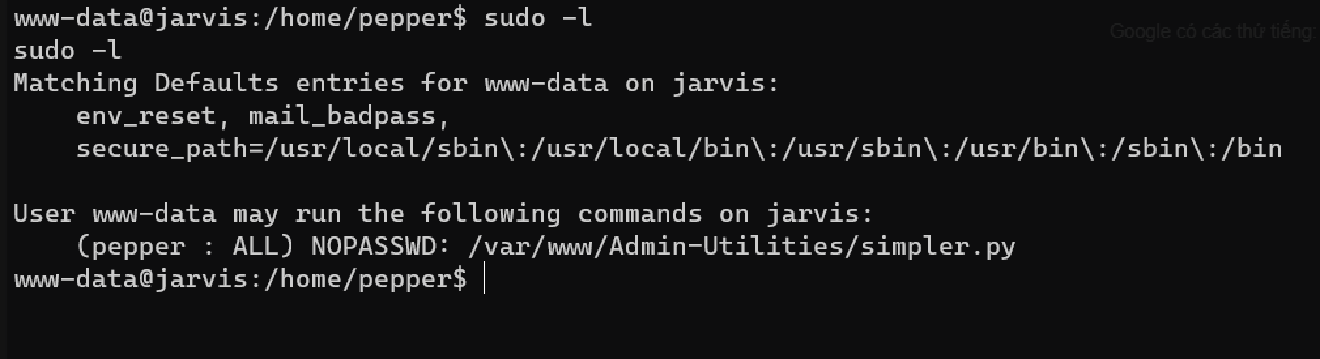 www-data@jarvis:/home/pepper$ sudo -l
Google có các thứ tiếng:
sudo -l
Matching Defaults entries for www-data on jarvis:
    env_reset, mail_badpass,
    secure_path=/usr/local/sbin\:/usr/local/bin\:/usr/sbin\:/usr/bin\:/sbin\:/bin

User www-data may run the following commands on jarvis:
    (pepper : ALL) NOPASSWD: /var/www/Admin-Utilities/simpler.py
www-data@jarvis:/home/pepper$